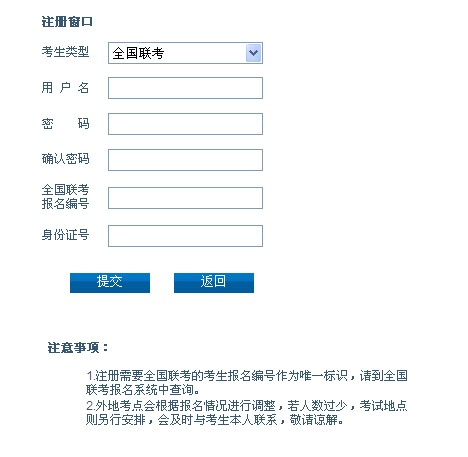 注册窗口
考生类型 全国联考
用 户 名
密 码
确认密码
全国联考
报名编号
身份证号
提交 返回
注意事项：
1.注册需要全国联考的考生报名编号作为唯一标识，请到全国
联考报名系统中查询。
2.外地考点会根据报名情况进行调整，若人数过少，考试地点
则另行安排，会及时与考生本人联系，敬请谅解。